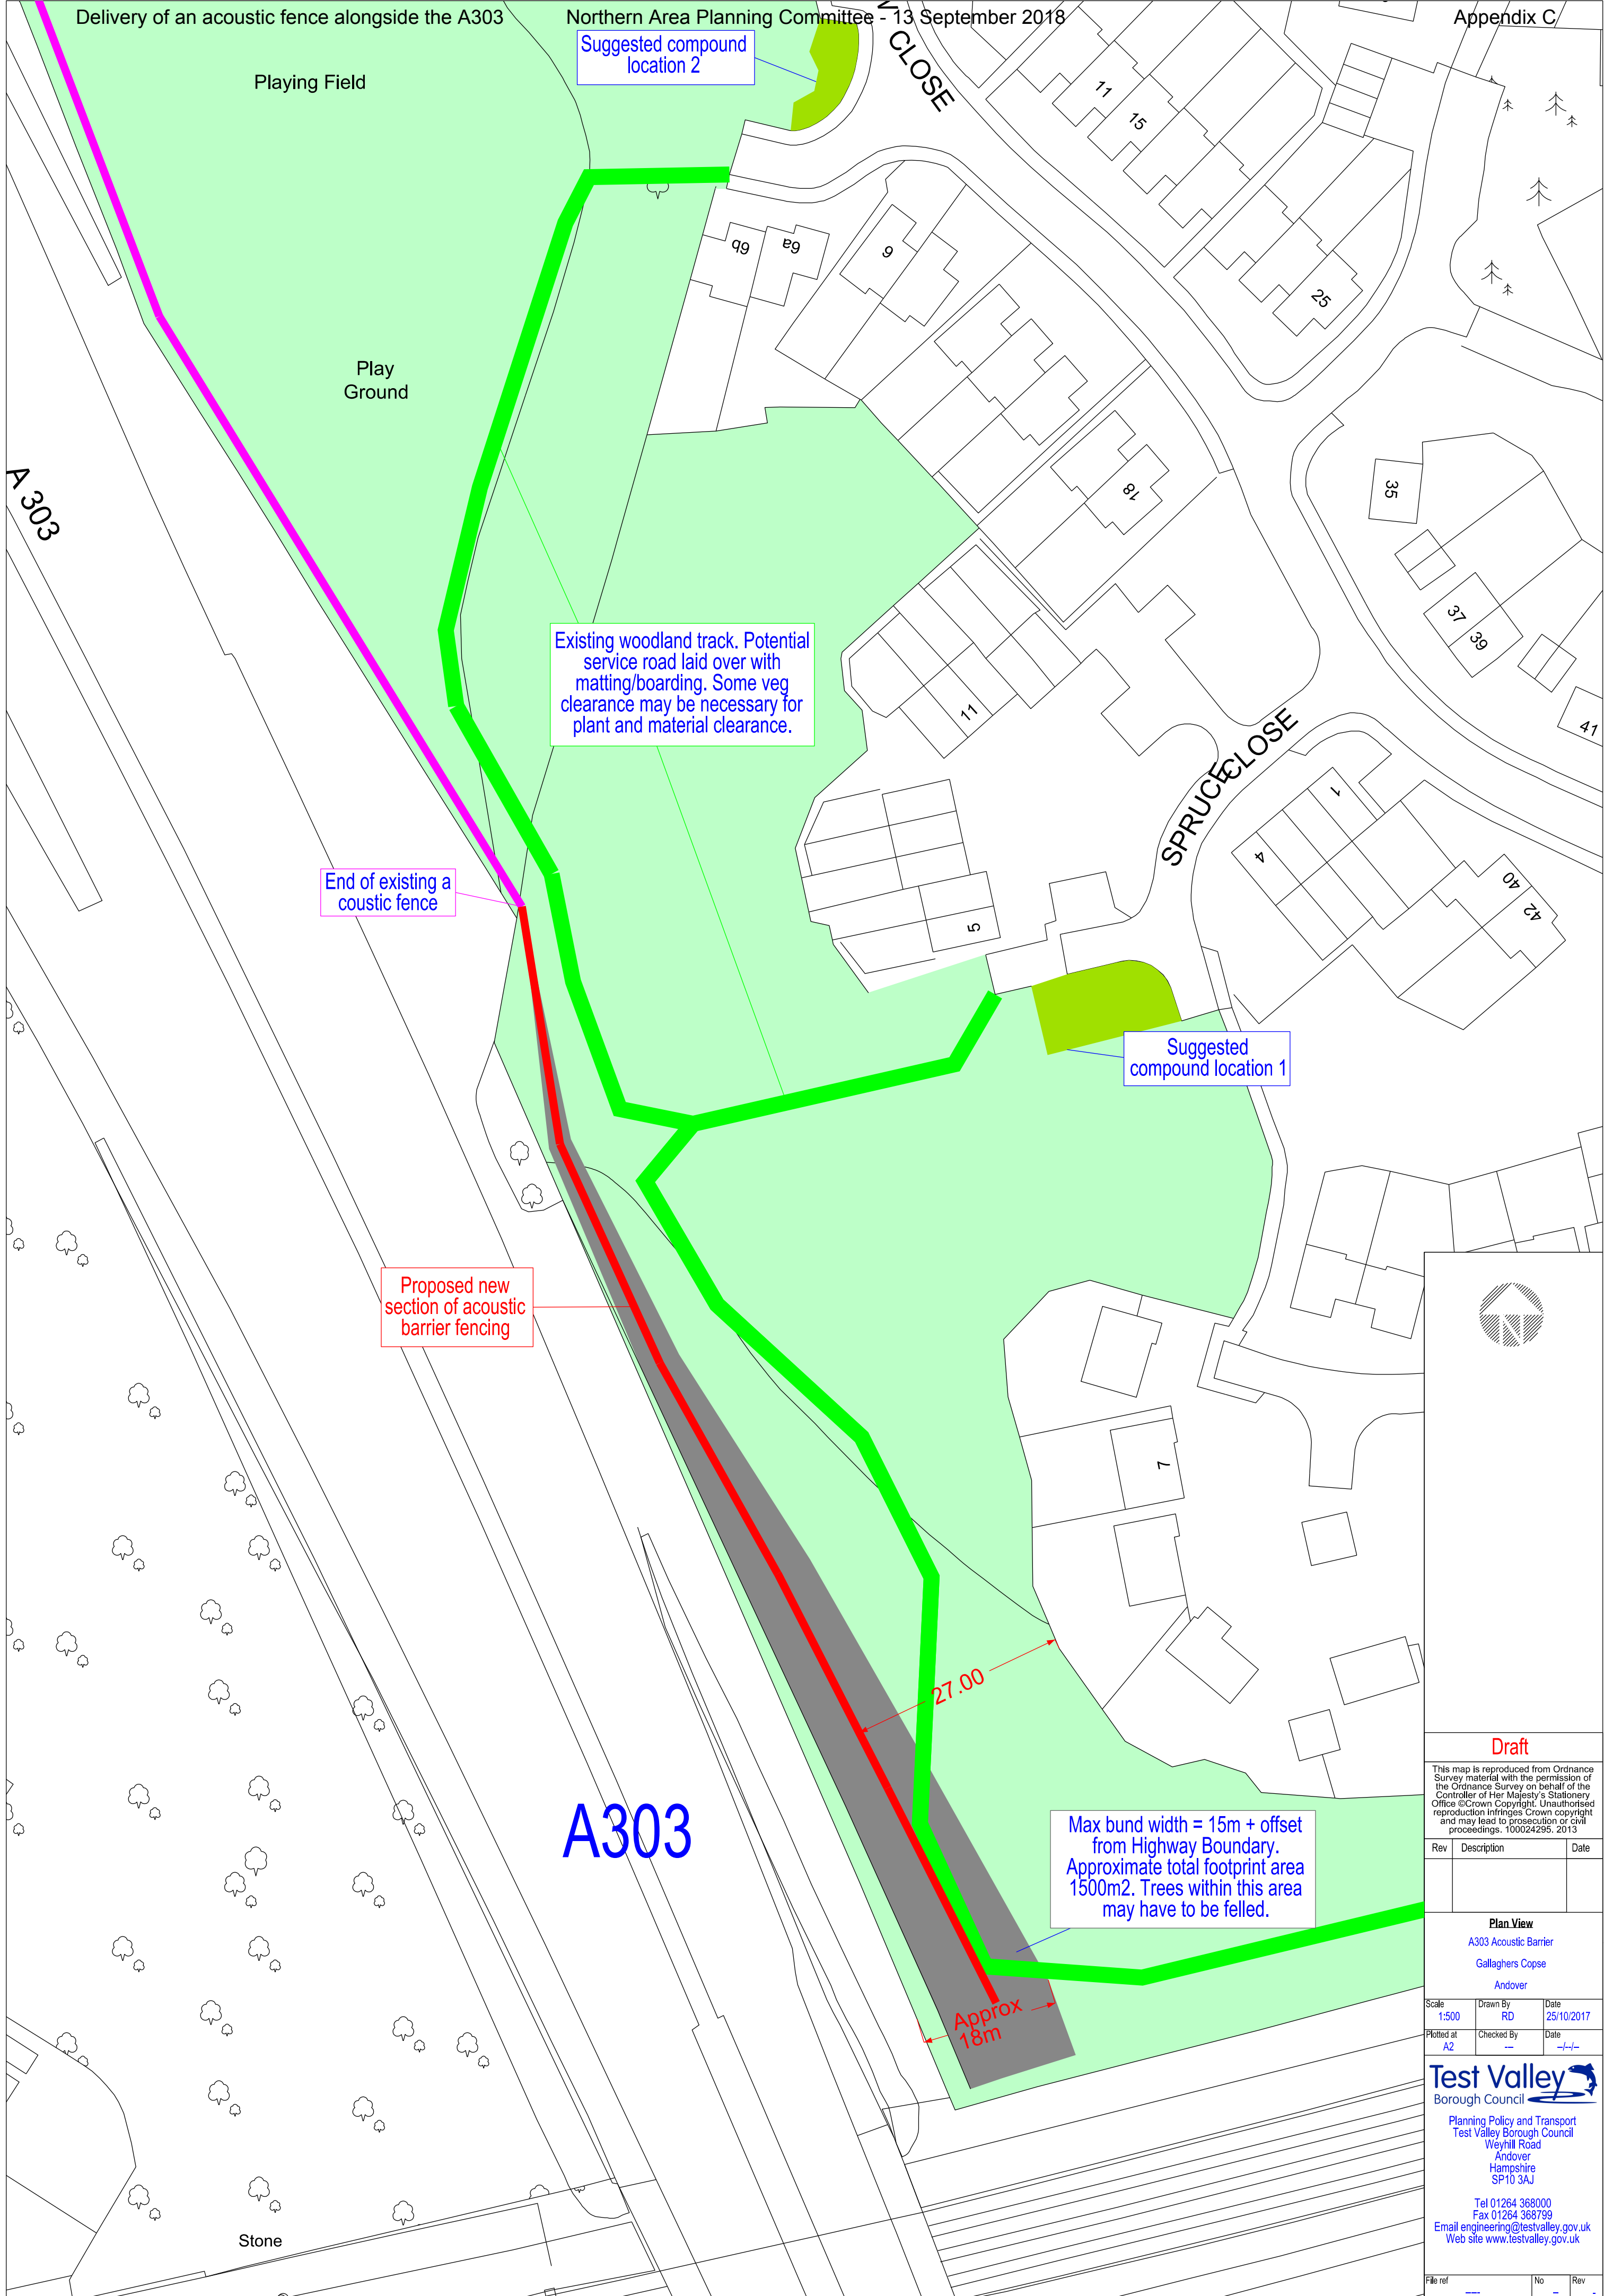 Delivery of an acoustic fence alongside the A303
Northern Area Planning Committee - 13 September 2018
Appendix C
Suggested compound
location 2
Playing Field
CLOSE
11
15
25
6b
6a
6
Play
Ground
18
35
A 303
37
39
41
Existing woodland track. Potential
service road laid over with
matting/boarding. Some veg
clearance may be necessary for
plant and material clearance.
11
SPRUCE CLOSE
1
4
40
42
End of existing a
coustic fence
5
Suggested
compound location 1
Proposed new
section of acoustic
barrier fencing
7
27.00
A303
Max bund width = 15m + offset
from Highway Boundary.
Approximate total footprint area
1500m2. Trees within this area
may have to be felled.
Approx
18m
Stone
N
Draft
This map is reproduced from Ordnance
Survey material with the permission of
the Ordnance Survey on behalf of the
Controller of Her Majesty's Stationery
Office ©Crown Copyright. Unauthorised
reproduction infringes Crown copyright
and may lead to prosecution or civil
proceedings. 100024295. 2013
Rev Description Date
Plan View
A303 Acoustic Barrier
Gallaghers Copse
Andover
Scale Drawn By Date
1:500 RD 25/10/2017
Plotted at Checked By Date
A2 --- --/--/--
Test Valley
Borough Council
Planning Policy and Transport
Test Valley Borough Council
Weyhill Road
Andover
Hampshire
SP10 3AJ
Tel 01264 368000
Fax 01264 368799
Email engineering@testvalley.gov.uk
Web site www.testvalley.gov.uk
File ref No Rev